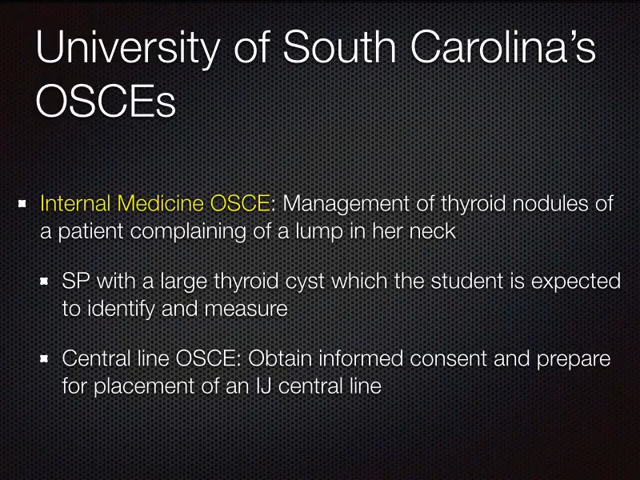 University of South Carolina’s
OSCEs
Internal Medicine OSCE: Management of thyroid nodules of
a patient complaining of a lump in her neck
SP with a large thyroid cyst which the student is expected
to identify and measure
Central line OSCE: Obtain informed consent and prepare
for placement of an IJ central line